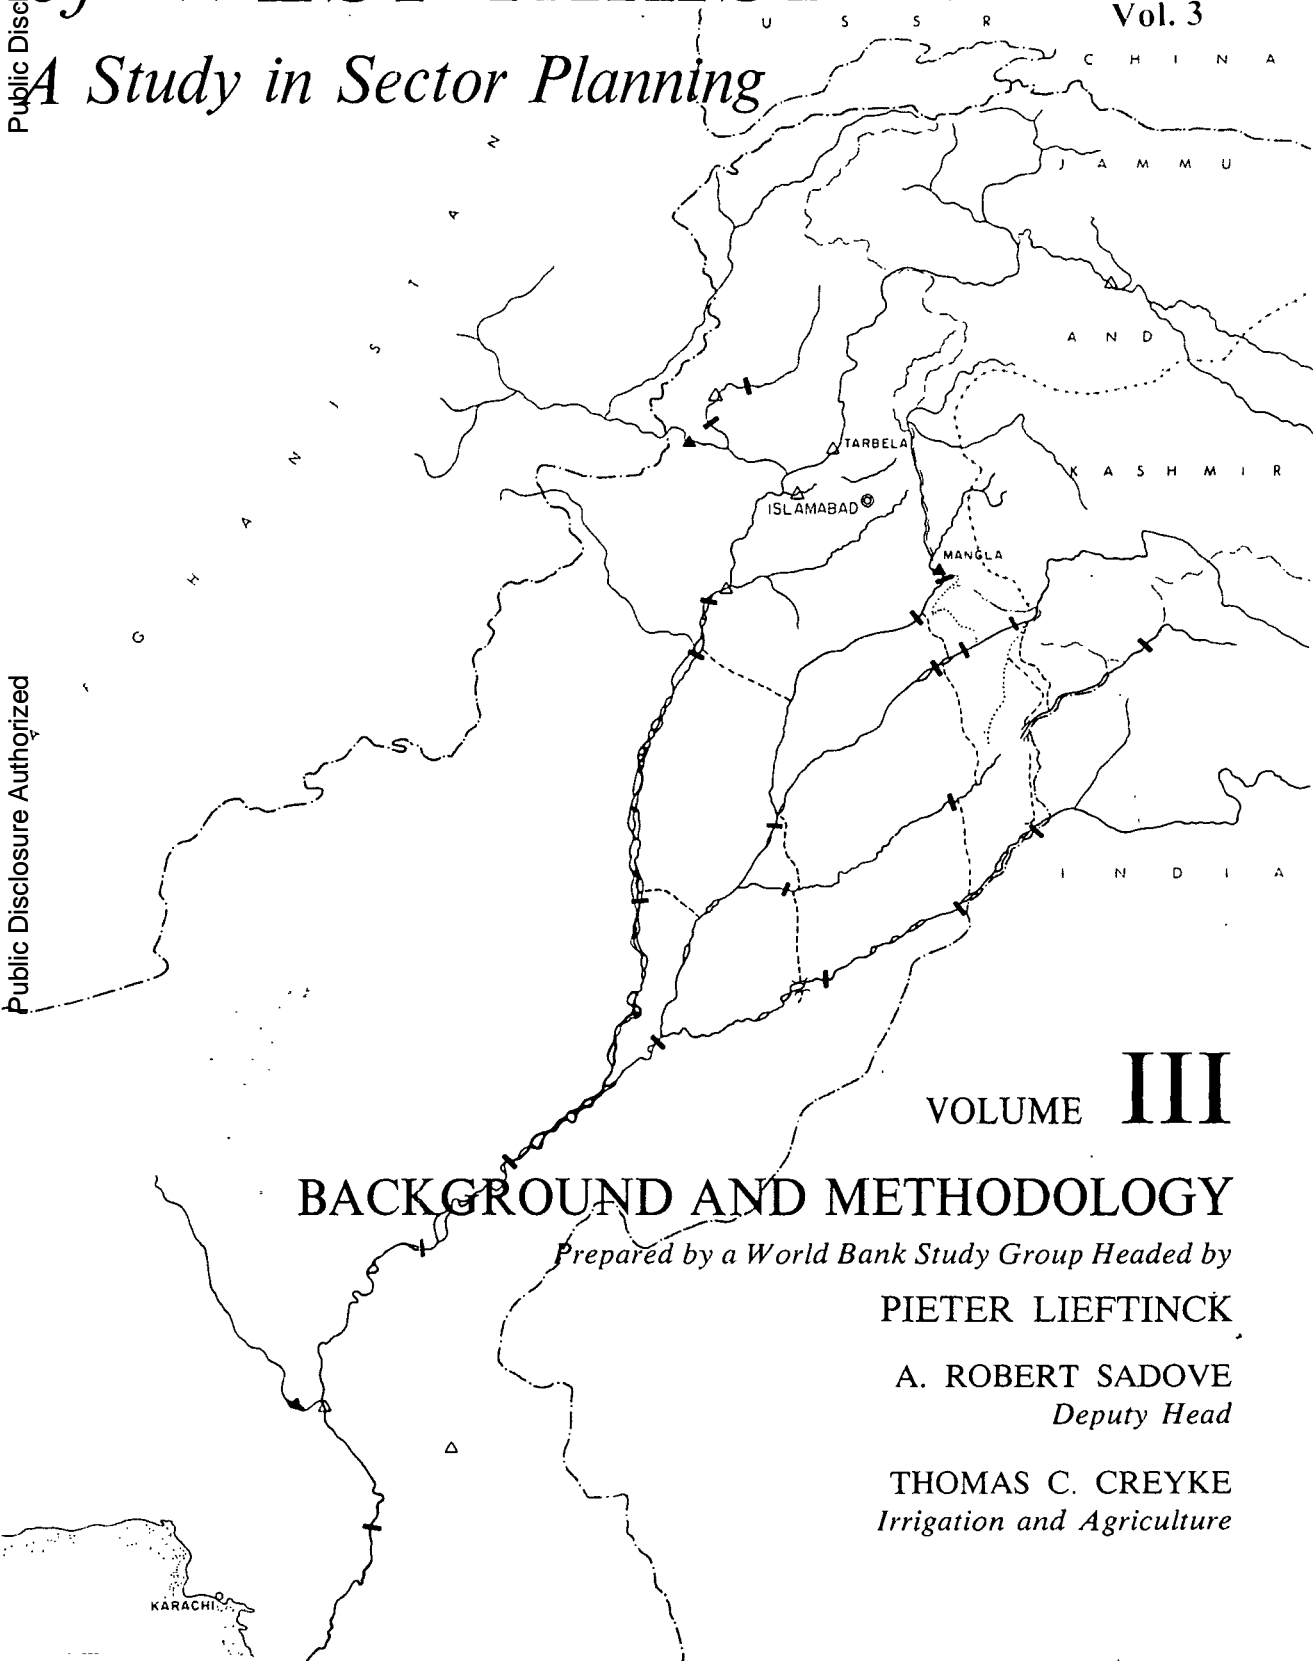 Vol. 3
A Study in Sector Planning
U S S R
C H I N A
J A M M U
A N D
K A S H M I R
A F G H A N I S T A N
TARBELA
ISLAMABAD
MANGLA
I N D I A
Public Disclosure Authorized
VOLUME III
BACKGROUND AND METHODOLOGY
Prepared by a World Bank Study Group Headed by
PIETER LIEFTINCK
A. ROBERT SADOVE
Deputy Head
THOMAS C. CREYKE
Irrigation and Agriculture
KARACHI